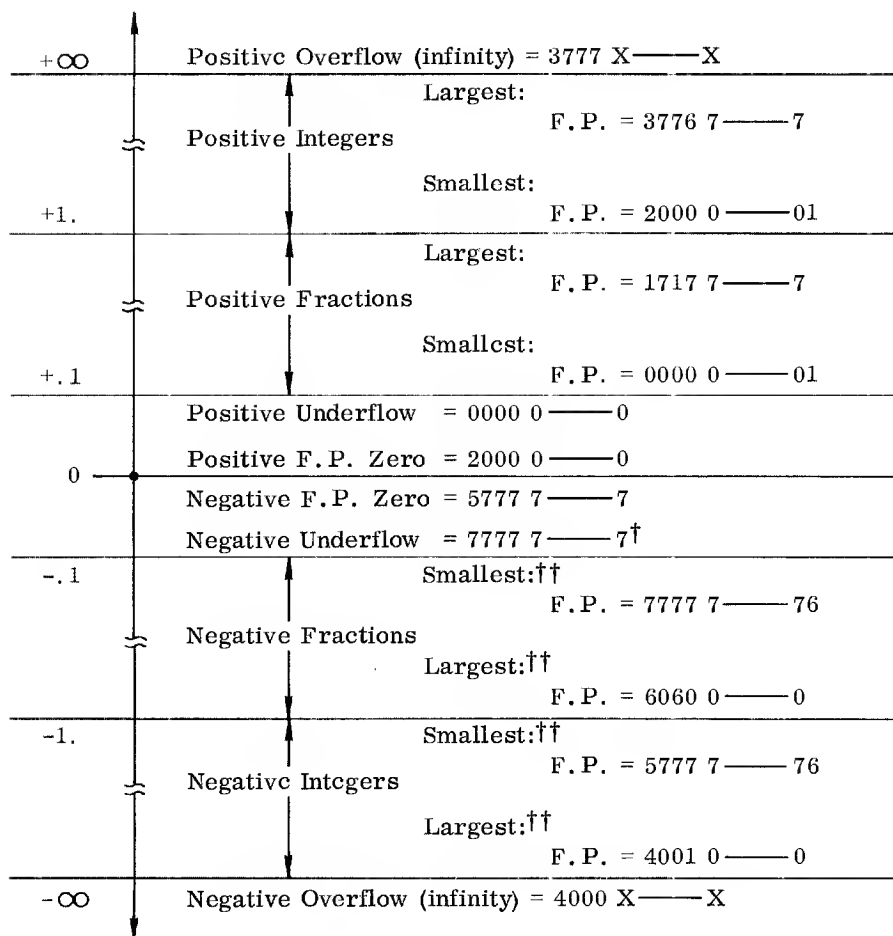 +∞ Positive Overflow (infinity) = 3777 X——X
Largest:
F.P. = 3776 7——7
Positive Integers
Smallest:
+1. F.P. = 2000 0——01
Largest:
F.P. = 1717 7——7
Positive Fractions
Smallest:
+.1 F.P. = 0000 0——01
Positive Underflow = 0000 0——0
Positive F.P. Zero = 2000 0——0
0
Negative F.P. Zero = 5777 7——7
Negative Underflow = 7777 7——7†
-.1 Smallest:††
F.P. = 7777 7——76
Negative Fractions
Largest:††
F.P. = 6060 0——0
-1. Smallest:††
F.P. = 5777 7——76
Negative Integers
Largest:††
F.P. = 4001 0——0
-∞ Negative Overflow (infinity) = 4000 X——X